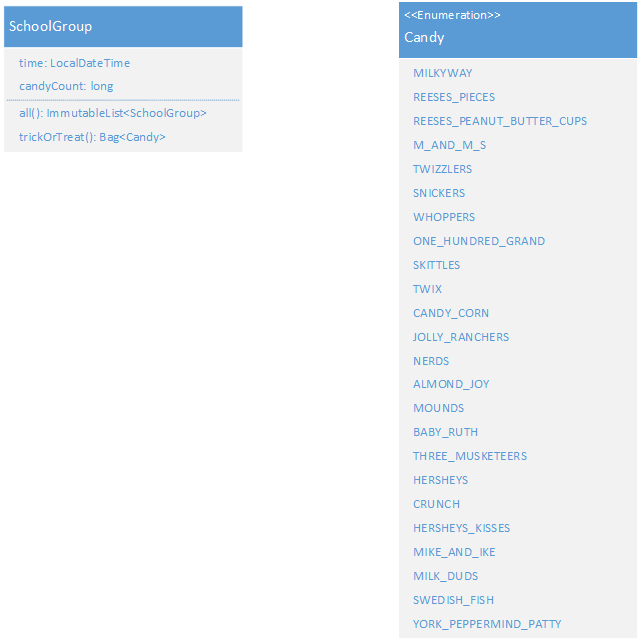 SchoolGroup
time: LocalDateTime
candyCount: long
all(): ImmutableList<SchoolGroup>
trickOrTreat(): Bag<Candy>
<<Enumeration>>
Candy
MILKYWAY
REESES_PIECES
REESES_PEANUT_BUTTER_CUPS
M_AND_M_S
TWIZZLERS
SNICKERS
WHOPPERS
ONE_HUNDRED_GRAND
SKITTLES
TWIX
CANDY_CORN
JOLLY_RANCHERS
NERDS
ALMOND_JOY
MOUNDS
BABY_RUTH
THREE_MUSKETEERS
HERSHEYS
CRUNCH
HERSHEYS_KISSES
MIKE_AND_IKE
MILK_DUDS
SWEDISH_FISH
YORK_PEPPERMIND_PATTY